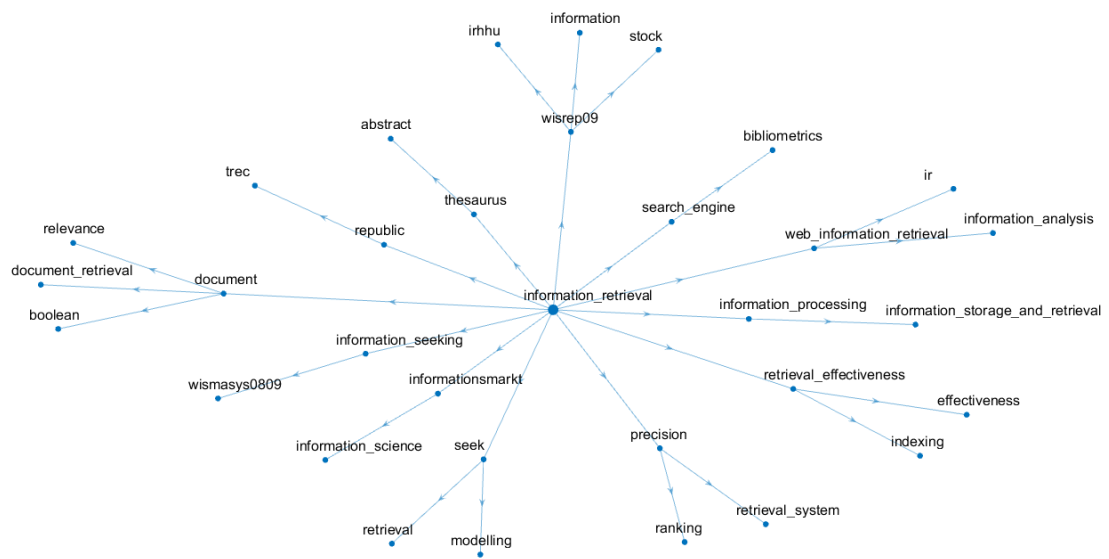 information
irhhu
stock
wisrep09
abstract
bibliometrics
trec
ir
thesaurus
search_engine
information_analysis
relevance
republic
web_information_retrieval
document_retrieval
document
information_retrieval
information_processing
information_storage_and_retrieval
boolean
information_seeking
retrieval_effectiveness
wismasys0809
informationsmarkt
effectiveness
information_science
seek
precision
indexing
retrieval
modelling
ranking
retrieval_system